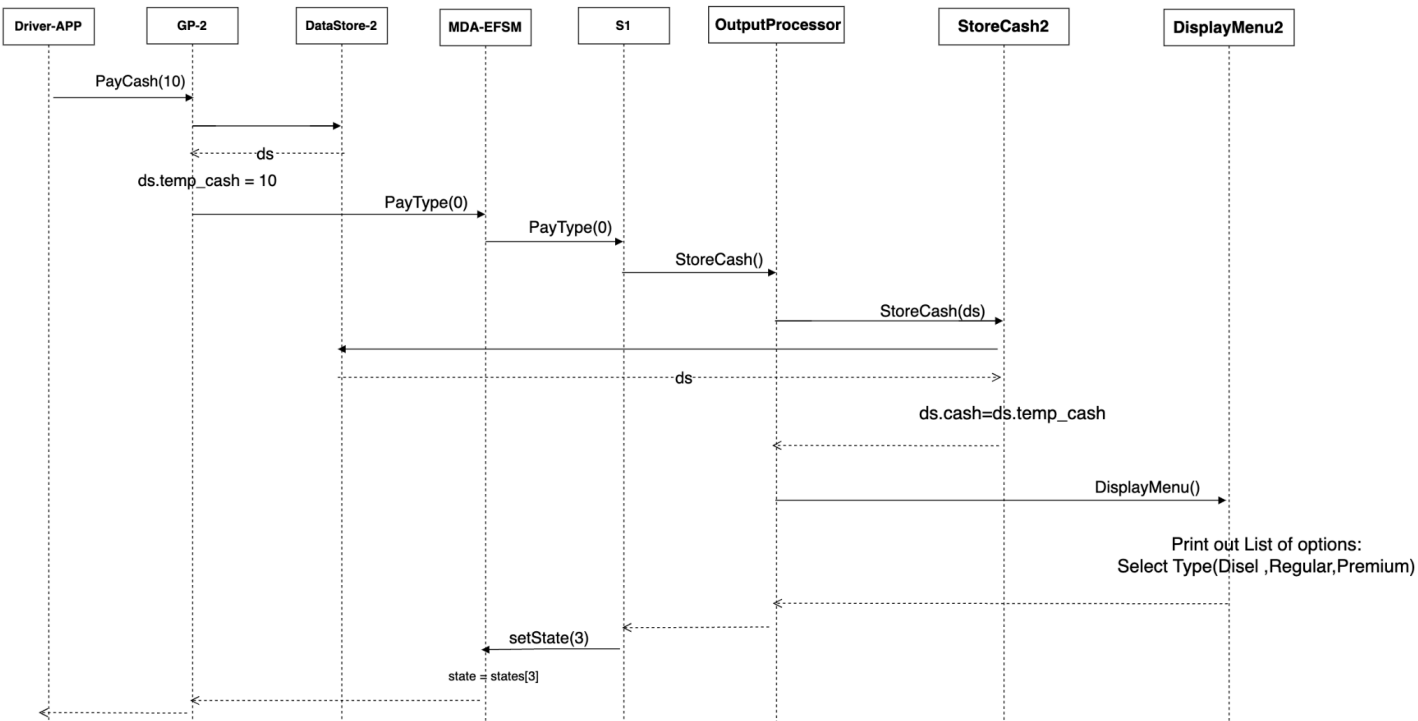 Driver-APP
GP-2
DataStore-2
MDA-EFSM
S1
OutputProcessor
StoreCash2
DisplayMenu2
PayCash(10)
ds
ds.temp_cash = 10
PayType(0)
PayType(0)
StoreCash()
StoreCash(ds)
ds
ds.cash=ds.temp_cash
DisplayMenu()
Print out List of options:
Select Type(Disel ,Regular,Premium)
setState(3)
state = states[3]